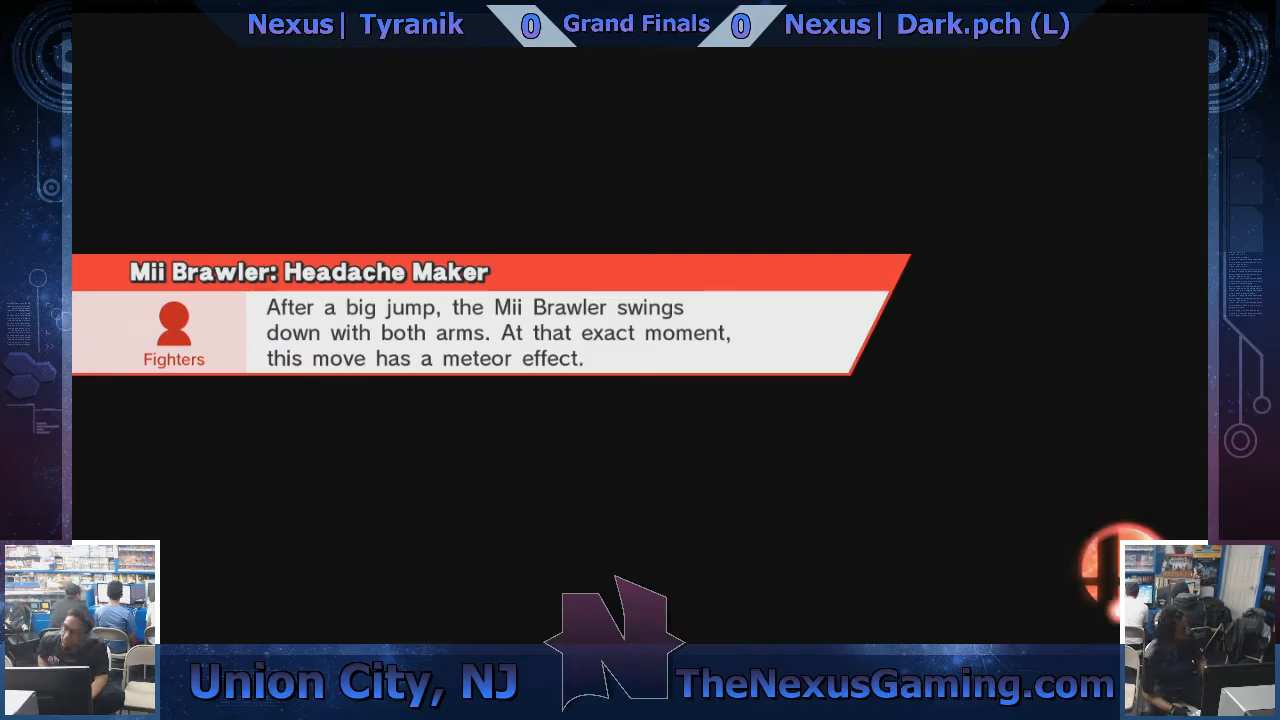 Nexus| Tyranik 0 Grand Finals 0 Nexus| Dark.pch (L)
Mii Brawler: Headache Maker
After a big jump, the Mii Brawler swings
down with both arms. At that exact moment,
this move has a meteor effect.
Fighters
N
Union City, NJ
TheNexusGaming.com